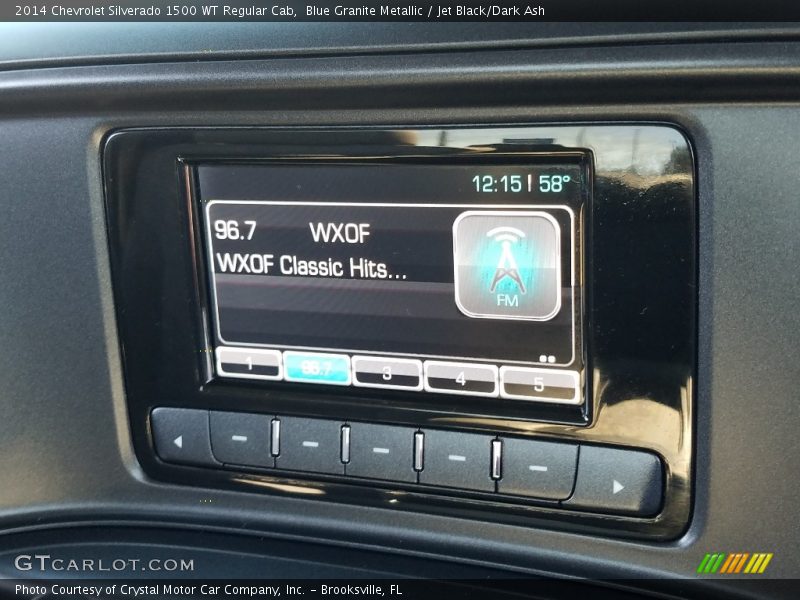 2014 Chevrolet Silverado 1500 WT Regular Cab,  Blue Granite Metallic / Jet Black/Dark Ash
12:15 58°
96.7 WXOF
WXOF Classic Hits...
FM
1 96.7 3 4 5
GTCARLOT.COM
Photo Courtesy of Crystal Motor Car Company, Inc. – Brooksville, FL